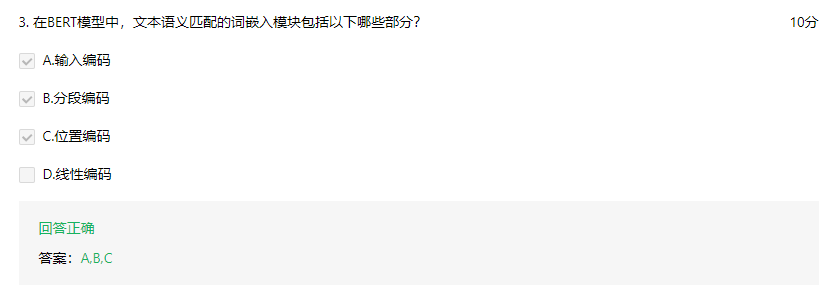 3. 在BERT模型中，文本语义匹配的词嵌入模块包括以下哪些部分？ 10分
A.输入编码
B.分段编码
C.位置编码
D.线性编码
回答正确
答案：A,B,C